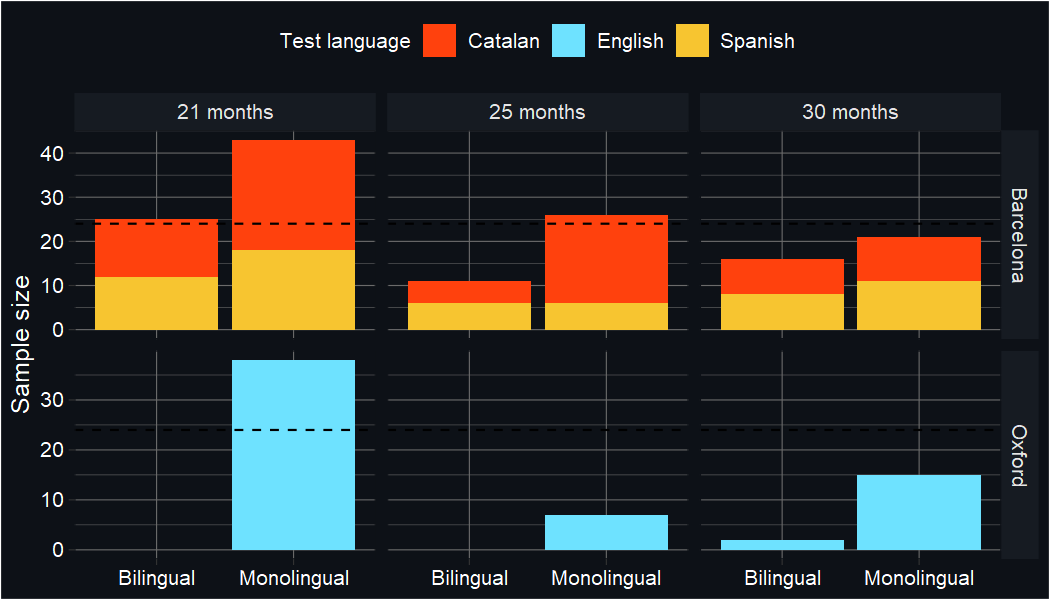 Test language Catalan English Spanish
21 months 25 months 30 months
40
30
20
10
0
Barcelona
Sample size
30
20
10
0
Oxford
Bilingual Monolingual Bilingual Monolingual Bilingual Monolingual